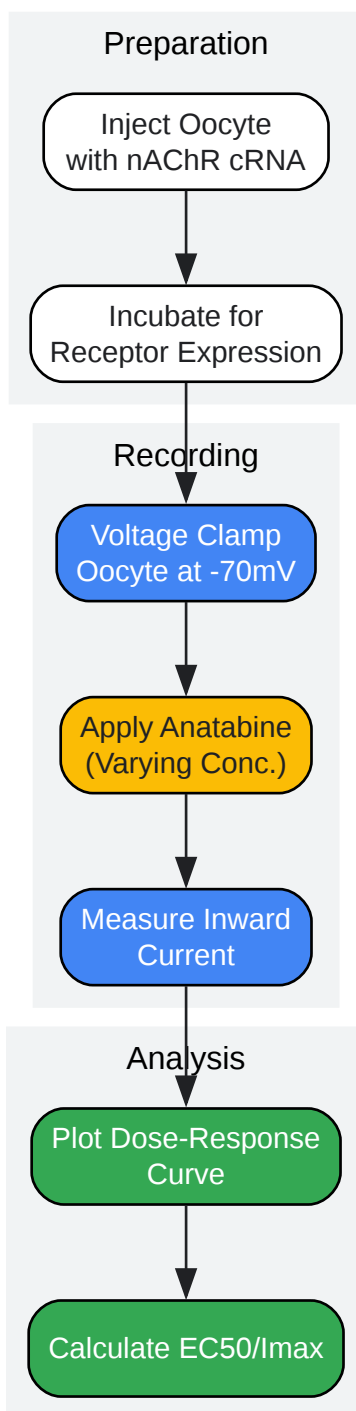 Preparation
Inject Oocyte
with nAChR cRNA
Incubate for
Receptor Expression
Recording
Voltage Clamp
Oocyte at -70mV
Apply Anatabine
(Varying Conc.)
Measure Inward
Current
Analysis
Plot Dose-Response
Curve
Calculate EC50/Imax